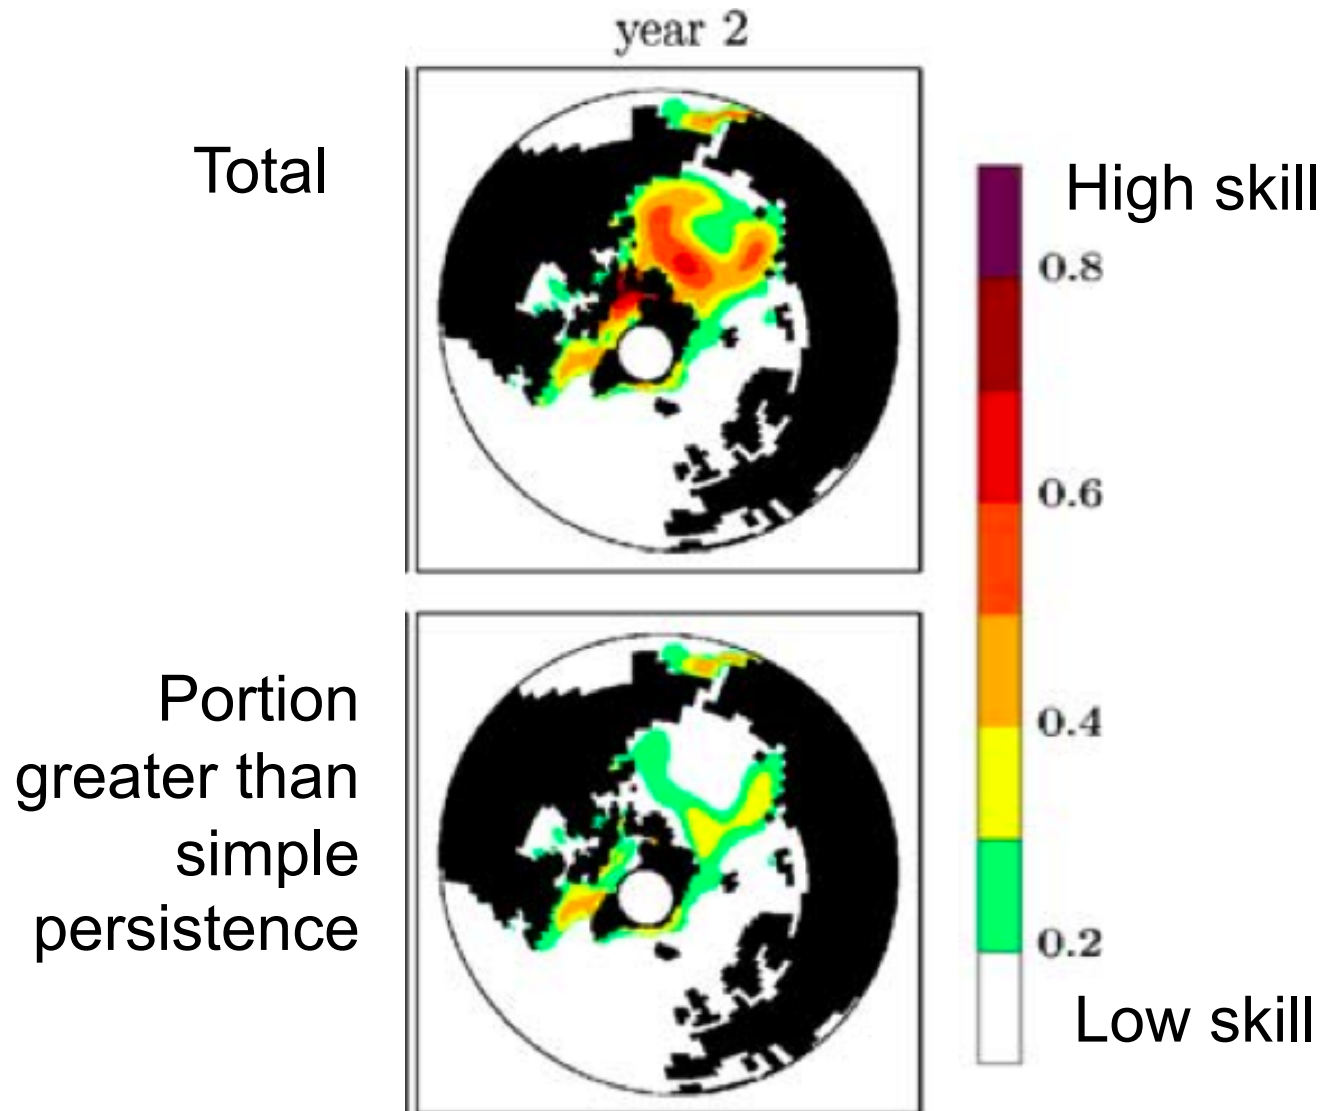 year 2
Total
High skill
0.8
0.6
0.4
0.2
Low skill
Portion
greater than
simple
persistence